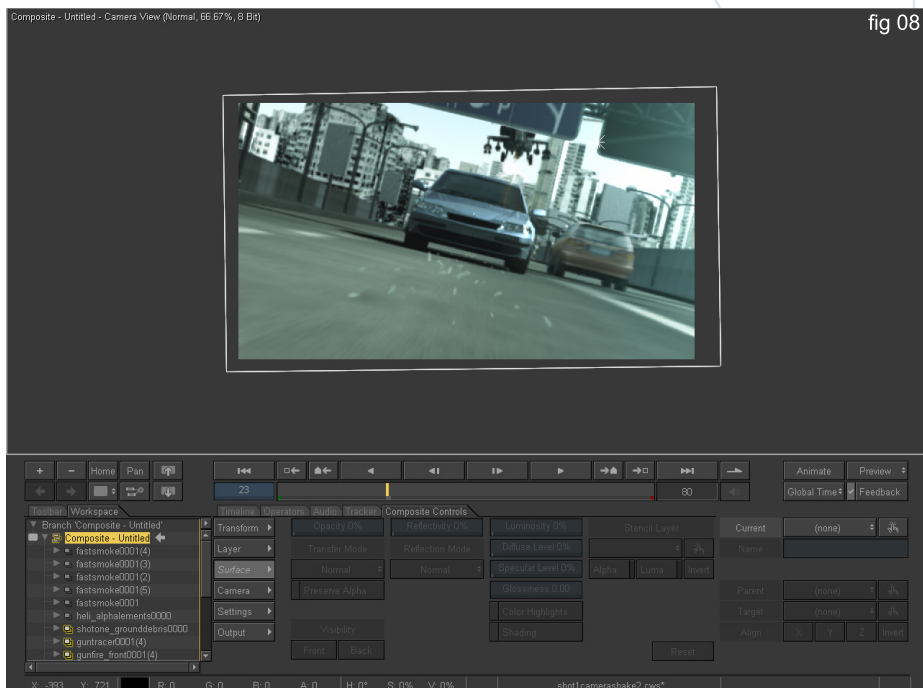 Composite - Untitled - Camera View (Normal, 66.67%, 8 Bit)
fig 08
+ - Home Pan
Animate Preview
23 80 Global Time Feedback
Toolbar Workspace Timeline Operators Audio Tracker Composite Controls
Branch 'Composite - Untitled'
Composite - Untitled
fastsmoke0001(4)
fastsmoke0001(3)
fastsmoke0001(2)
fastsmoke0001(5)
fastsmoke0001
heli_alphalements0000
shotone_grounddebris0000
guntracer0001(4)
gunfire_front0001(4)
Transform
Layer
Surface
Camera
Settings
Output
Opacity 0% Reflectivity 0% Luminosity 0% Stencil Layer
Transfer Mode Reflection Mode Diffuse Level 0%
Normal Normal Specular Level 0% Alpha Luma Invert
Preserve Alpha Glossiness 0.00
Color Highlights
Visibility Shading
Front Back Reset
Current (none)
Name
Parent (none)
Target (none)
Align X Y Z Invert
X: -393 Y: 721 R: 0 G: 0 B: 0 A: 0 H: 0° S: 0% V: 0% shot1camerashake2.cws*